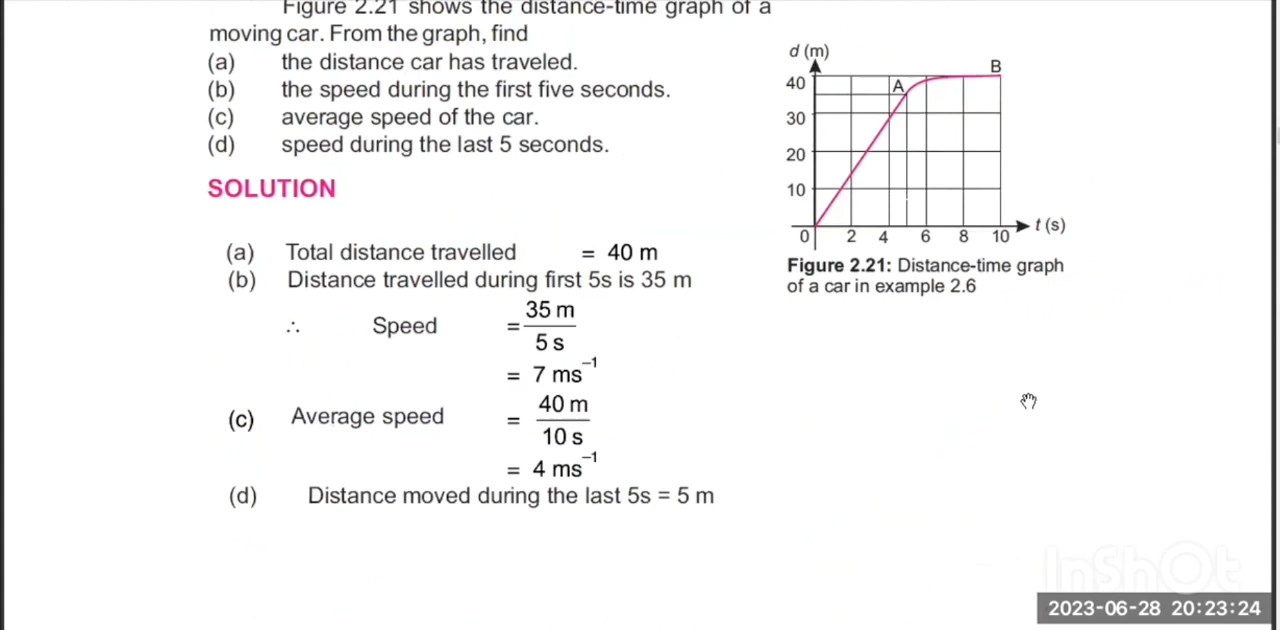 Figure 2.21 shows the distance-time graph of a
moving car. From the graph, find
(a) the distance car has traveled.
(b) the speed during the first five seconds.
(c) average speed of the car.
(d) speed during the last 5 seconds.
SOLUTION
(a) Total distance travelled = 40 m
(b) Distance travelled during first 5s is 35 m
∴ Speed = 35 m
5 s
= 7 ms⁻¹
(c) Average speed = 40 m
10 s
= 4 ms⁻¹
(d) Distance moved during the last 5s = 5 m
d (m)
B
40 A
30
20
10
0 2 4 6 8 10 t (s)
Figure 2.21: Distance-time graph
of a car in example 2.6
InShOt
2023-06-28 20:23:24